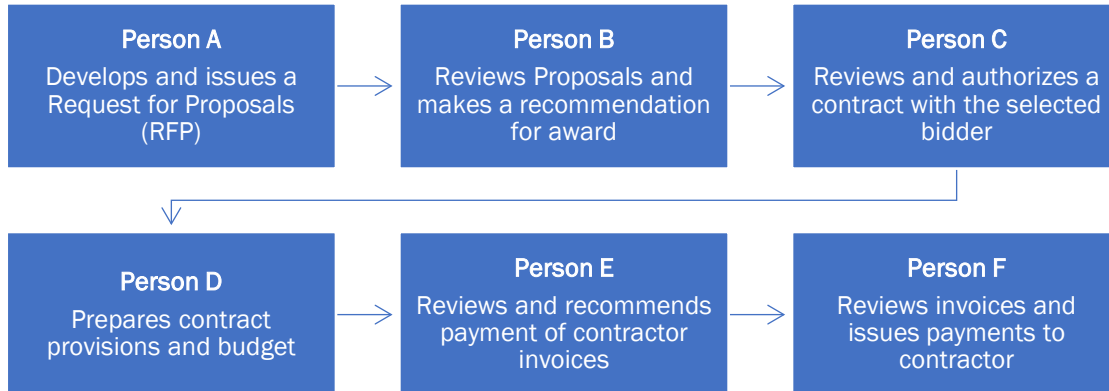 Person A
Develops and issues a
Request for Proposals
(RFP)
Person B
Reviews Proposals and
makes a recommendation
for award
Person C
Reviews and authorizes a
contract with the selected
bidder
Person D
Prepares contract
provisions and budget
Person E
Reviews and recommends
payment of contractor
invoices
Person F
Reviews invoices and
issues payments to
contractor